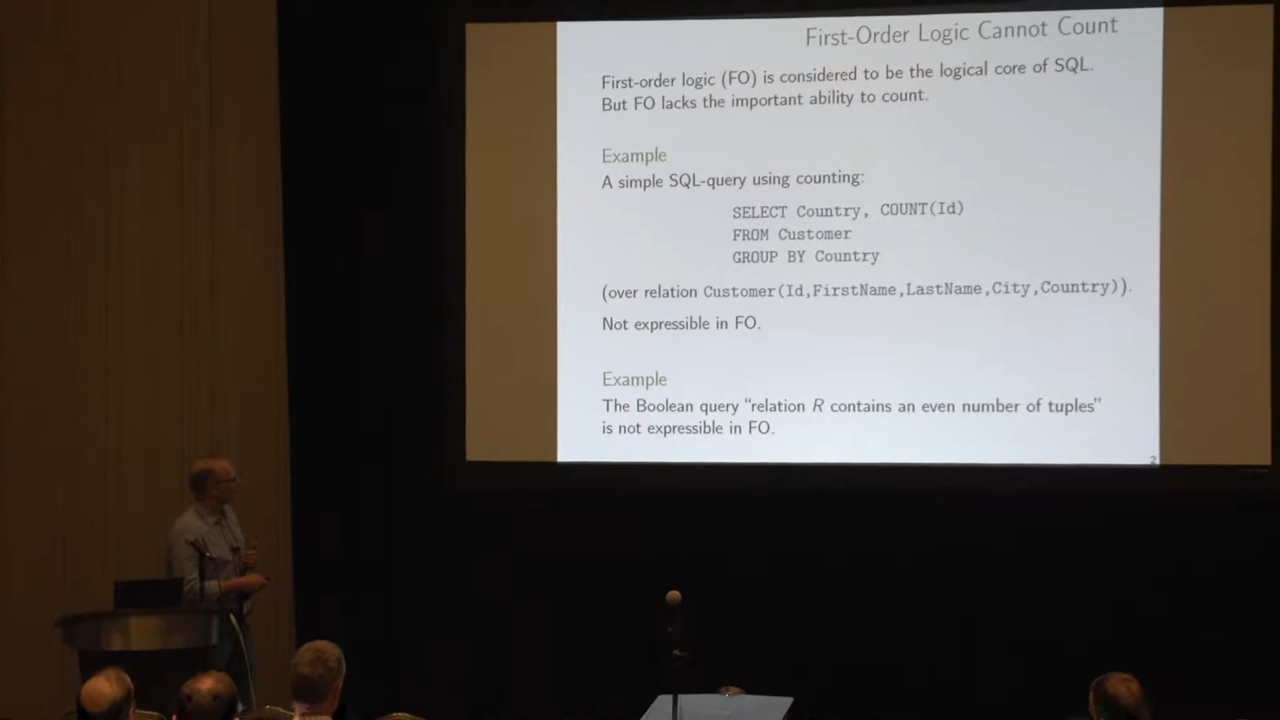 First-Order Logic Cannot Count
First-order logic (FO) is considered to be the logical core of SQL.
But FO lacks the important ability to count.
Example
A simple SQL-query using counting:
SELECT Country, COUNT(Id)
FROM Customer
GROUP BY Country
(over relation Customer(Id,FirstName,LastName,City,Country)).
Not expressible in FO.
Example
The Boolean query “relation R contains an even number of tuples”
is not expressible in FO.
2